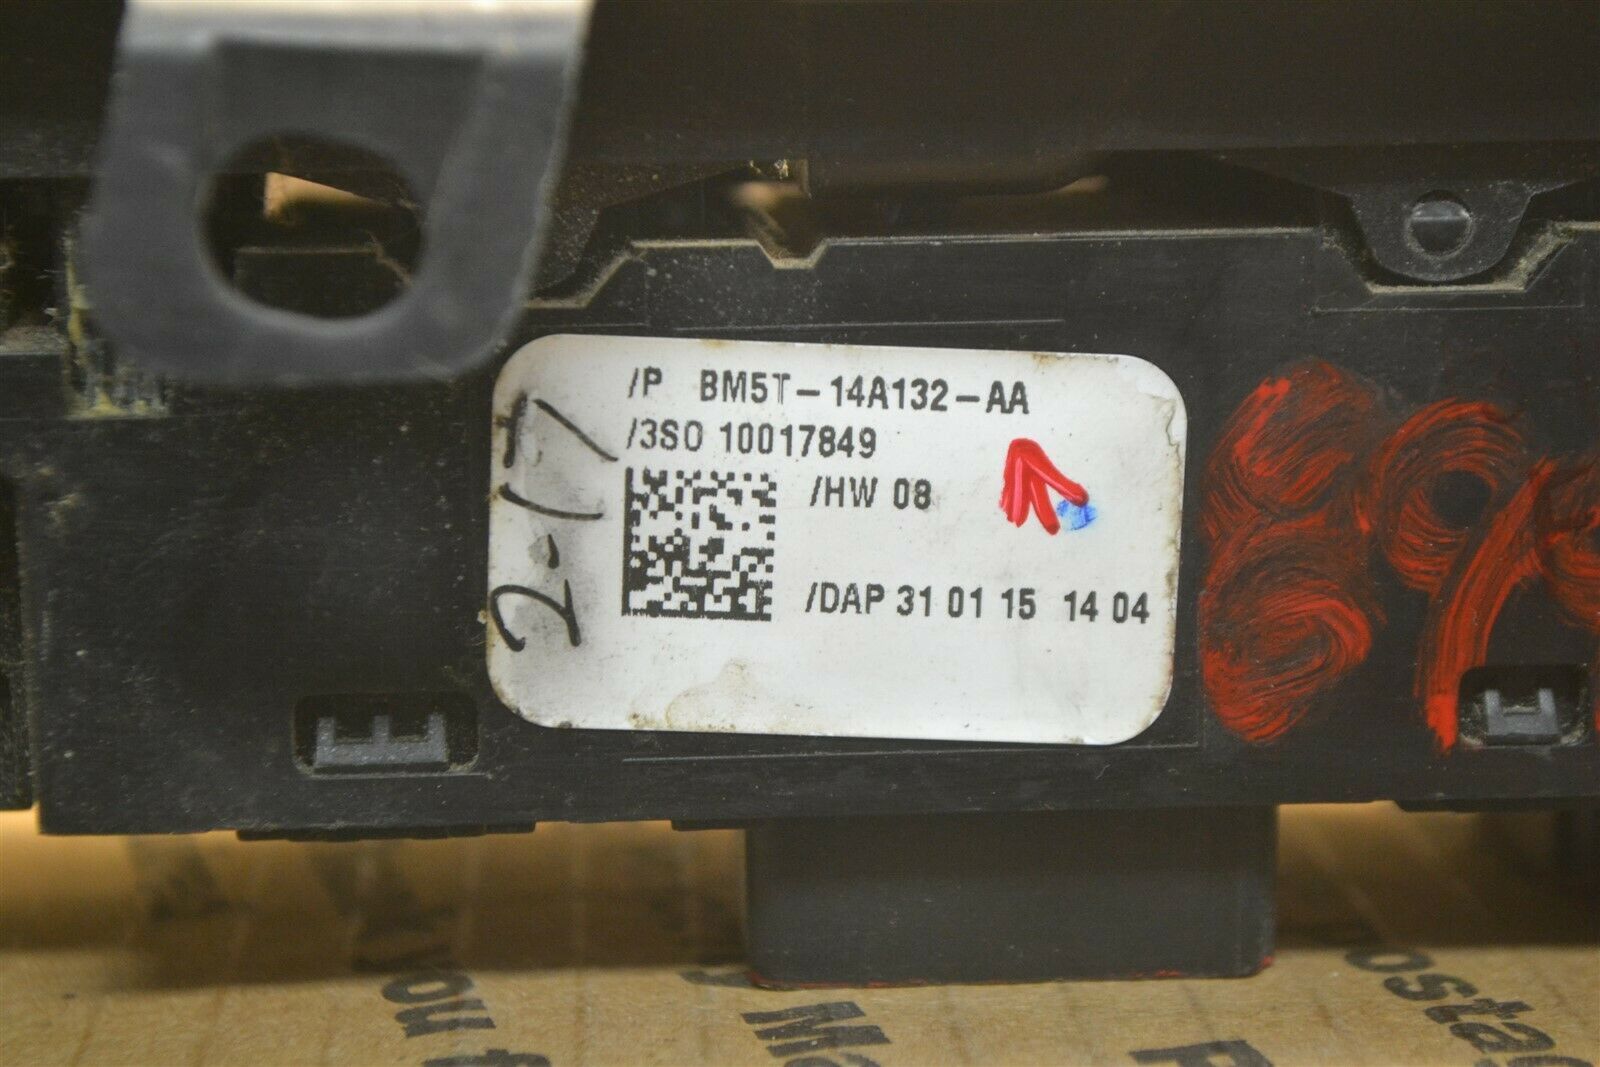 /P BM5T-14A132-AA
/3S0 10017849
/HW 08
/DAP 31 01 15 14 04
2-17